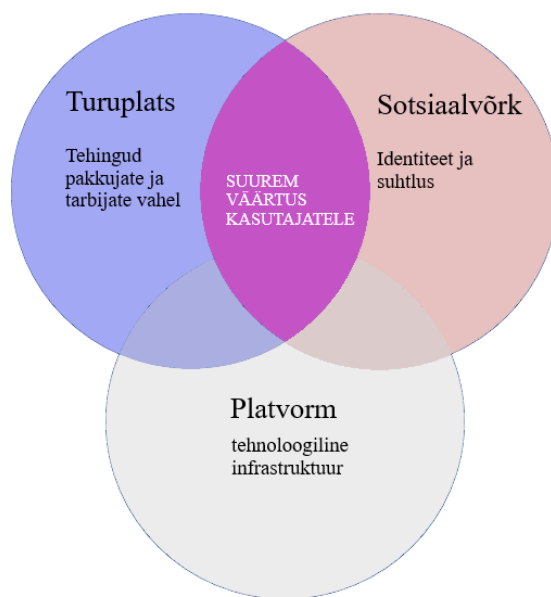 Turuplats
Tehingud
pakkujate ja
tarbijate vahel
SUUREM
VÄÄRTUS
KASUTAJATELE
Sotsiaalvõrk
Identiteet ja
suhtlus
Platvorm
tehnoloogiline
infrastruktuur